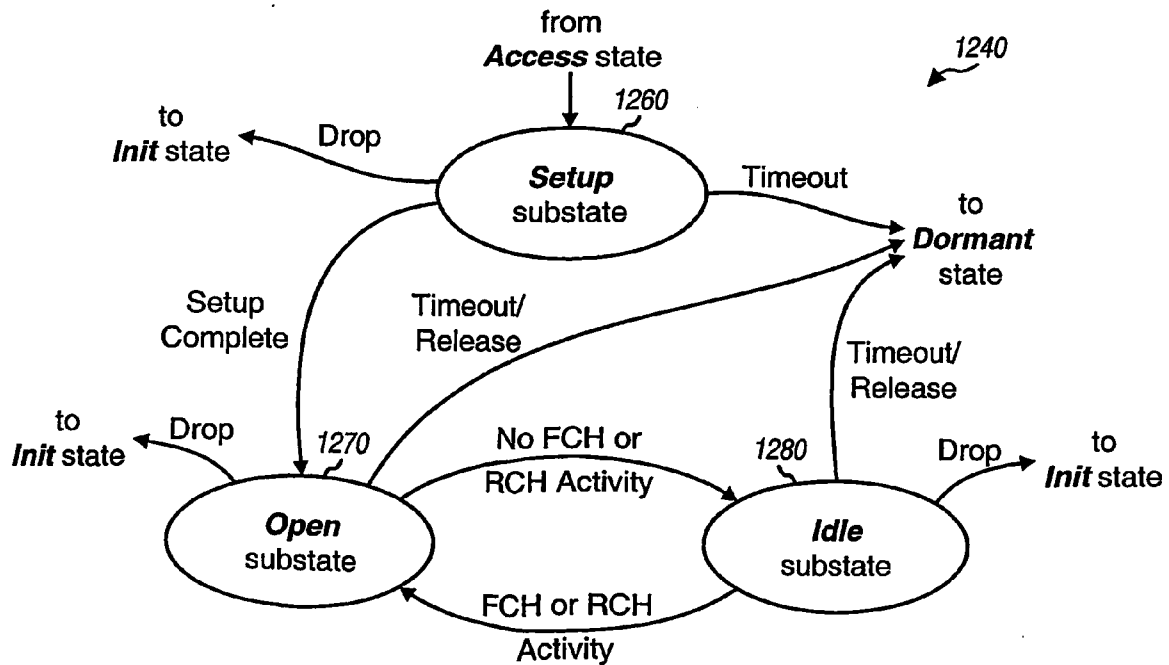 from
Access state
1240
1260
to
Init state
Drop
Setup
substate
Timeout
to
Dormant
state
Setup
Complete
Timeout/
Release
Timeout/
Release
to
Init state
Drop
1270
No FCH or
RCH Activity
1280
Drop
to
Init state
Open
substate
Idle
substate
FCH or RCH
Activity